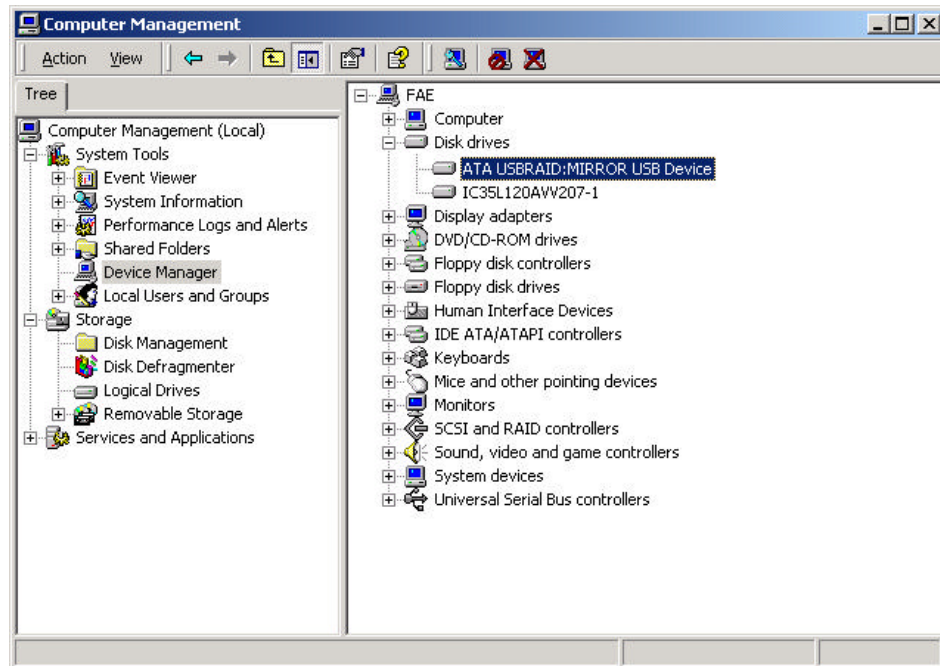 Computer Management
Action View
Tree
Computer Management (Local)
System Tools
Event Viewer
System Information
Performance Logs and Alerts
Shared Folders
Device Manager
Local Users and Groups
Storage
Disk Management
Disk Defragmenter
Logical Drives
Removable Storage
Services and Applications
FAE
Computer
Disk drives
ATA USBRAID:MIRROR USB Device
IC35L120AVV207-1
Display adapters
DVD/CD-ROM drives
Floppy disk controllers
Floppy disk drives
Human Interface Devices
IDE ATA/ATAPI controllers
Keyboards
Mice and other pointing devices
Monitors
SCSI and RAID controllers
Sound, video and game controllers
System devices
Universal Serial Bus controllers